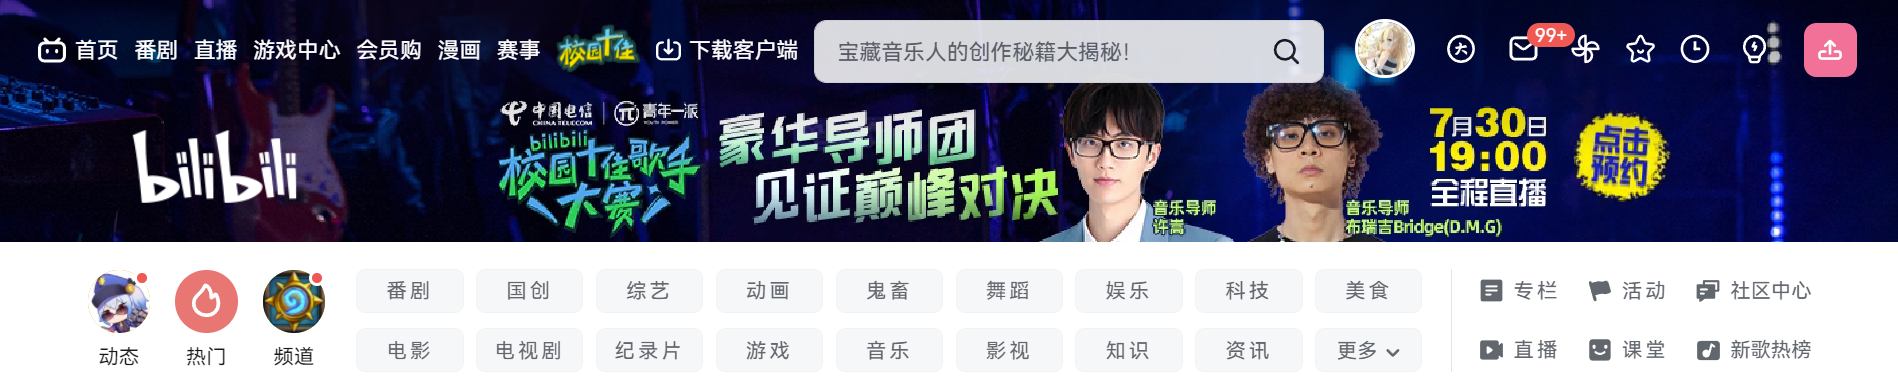 首页 番剧 直播 游戏中心 会员购 漫画 赛事 校园十佳 下载客户端 宝藏音乐人的创作秘籍大揭秘! 大 99+
中国电信 CHINA TELECOM 青年一派
bilibili
bilibili
校园十佳歌手
大赛
豪华导师团
见证巅峰对决
音乐导师
许嵩
音乐导师
布瑞吉Bridge(D.M.G)
7月30日
19:00
全程直播
点击
预约
动态 热门 频道
番剧 国创 综艺 动画 鬼畜 舞蹈 娱乐 科技 美食
电影 电视剧 纪录片 游戏 音乐 影视 知识 资讯 更多
专栏 活动 社区中心
直播 课堂 新歌热榜